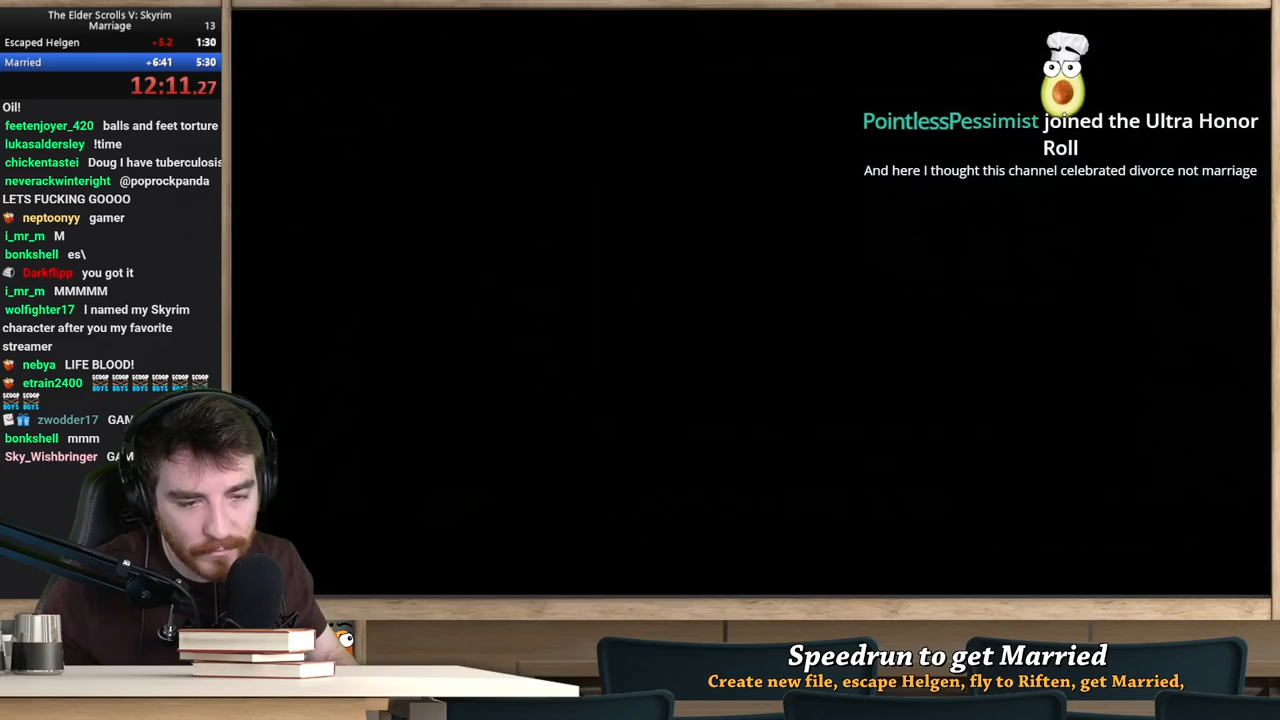 The Elder Scrolls V: Skyrim
Marriage 13
Escaped Helgen +5.2 1:30
Married +6:41 5:30
12:11.27
Oil!
feetenjoyer_420 balls and feet torture
lukasaldersley !time
chickentastei Doug I have tuberculosis
neverackwinteright @poprockpanda
LETS FUCKING GOOOO
neptoonyy gamer
i_mr_m M
bonkshell es\
Darkflipp you got it
i_mr_m MMMMM
wolfighter17 I named my Skyrim
character after you my favorite
streamer
nebya LIFE BLOOD!
etrain2400
zwodder17 GAM
bonkshell mmm
Sky_Wishbringer GAM
PointlessPessimist joined the Ultra Honor
Roll
And here I thought this channel celebrated divorce not marriage
Speedrun to get Married
Create new file, escape Helgen, fly to Riften, get Married,